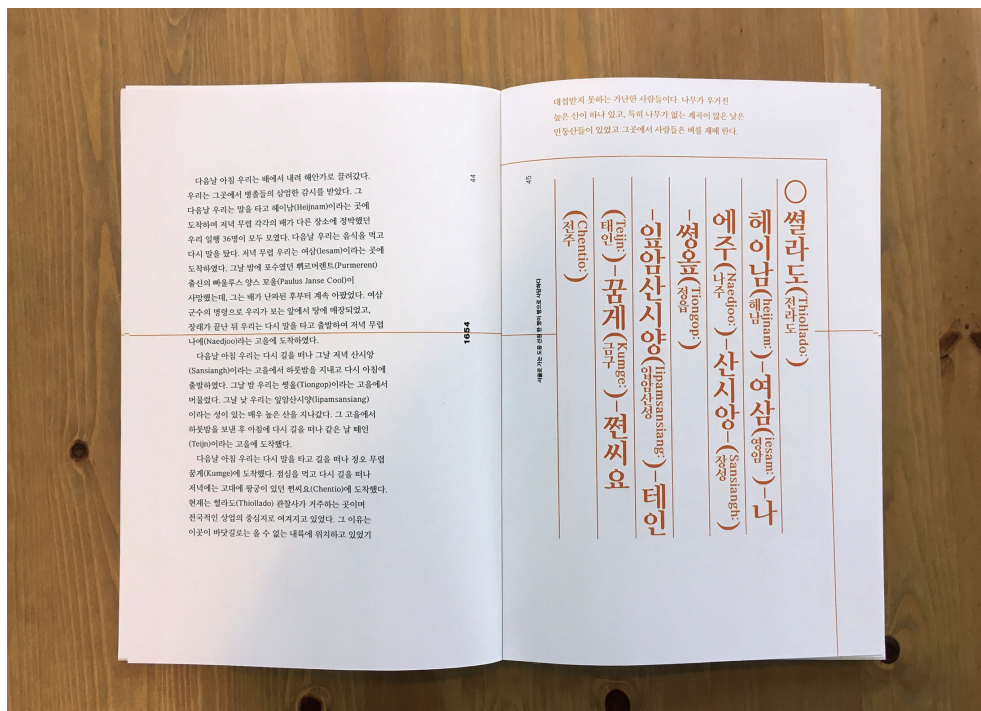 다음날 아침 우리는 배에서 내려 해안가로 끌려갔다.
우리는 그곳에서 병졸들의 삼엄한 감시를 받았다. 그
다음날 우리는 말을 타고 헤이남(Heijnam)이라는 곳에
도착하여 저녁 무렵 각각의 배가 다른 장소에 정박했던
우리 일행 36명이 모두 모였다. 다음날 우리는 음식을 먹고
다시 말을 탔다. 저녁 무렵 우리는 여삼(Iesam)이라는 곳에
도착하였다. 그날 밤에 포수였던 퓌르머렌트(Purmerent)
출신의 빠울루스 얀스 꼬울(Paulus Janse Cool)이
사망했는데, 그는 배가 난파된 후부터 계속 아팠었다. 여삼
군수의 명령으로 우리가 보는 앞에서 땅에 매장되었고,
장례가 끝난 뒤 우리는 다시 말을 타고 출발하여 저녁 무렵
나에(Naedjoo)라는 고을에 도착하였다.
다음날 아침 우리는 다시 길을 떠나 그날 저녁 산시앙
(Sansiangh)이라는 고을에서 하룻밤을 지내고 다시 아침에
출발하였다. 그날 밤 우리는 쩡올(Tiongop)이라는 고을에서
머물렀다. 그날 낮 우리는 잎암산시양(Iipamsansiang)
이라는 성이 있는 매우 높은 산을 지나갔다. 그 고을에서
하룻밤을 보낸 후 아침에 다시 길을 떠나 같은 날 떼인
(Teijn)이라는 고을에 도착했다.
다음날 아침 우리는 다시 말을 타고 길을 떠나 정오 무렵
꿈게(Kumge)에 도착했다. 점심을 먹고 다시 길을 떠나
저녁에는 고대에 왕궁이 있던 쩐씨요(Chentio)에 도착했다.
현재는 쩔라도(Thiollado) 관찰사가 거주하는 곳이며
전국적인 상업의 중심지로 여겨지고 있었다. 그 이유는
이곳이 바닷길로는 올 수 없는 내륙에 위치하고 있었기
44
1654
대접받지 못하는 가난한 사람들이다. 나무가 우거진
높은 산이 하나 있고, 특히 나무가 없는 계곡이 많은 낮은
민둥산들이 있었고 그곳에서 사람들은 벼를 재배 한다.
45
서울로 가는 도중 선원 한 명이 병으로 사망하다
○ 쩔라도(Thiollado: 전라도)
헤이남(heijnam: 해남)–여삼(iesam: 영암)–나
에주(Naedjoo: 나주)–산시앙–(Sansiangh: 장성)
–쩡옾(Tiongop: 정읍)
–잎암산시양(Iipamsansiang: 입암산성)–테인
(Teijn: 태인)–꿈게(Kumge: 금구)–쩐씨요
(Chentio: 전주)